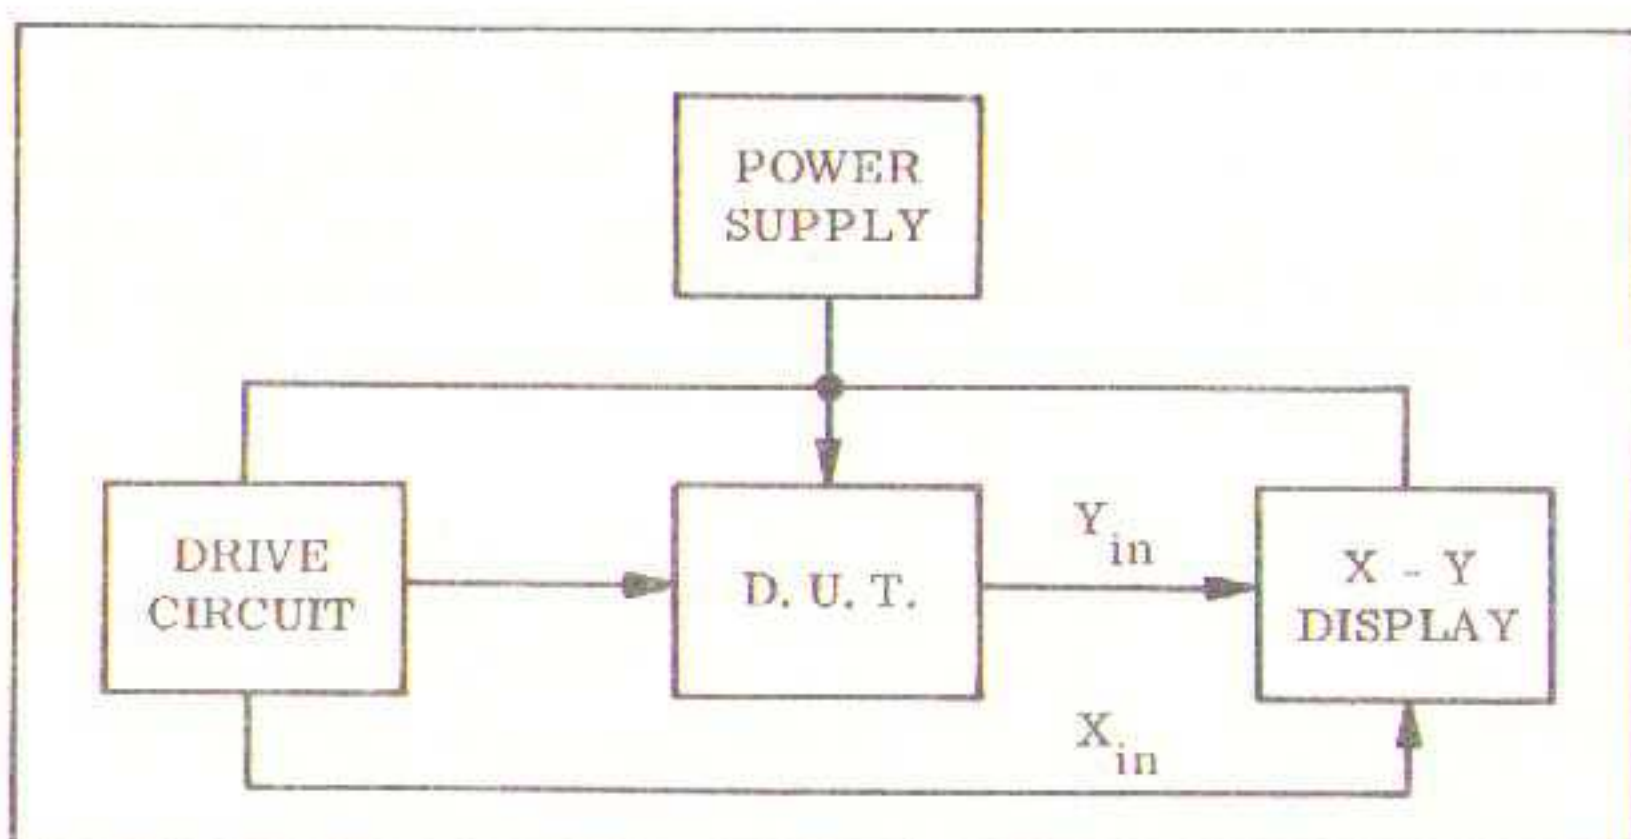 POWER
SUPPLY
DRIVE
CIRCUIT
D. U. T.
Y in
X - Y
DISPLAY
X in